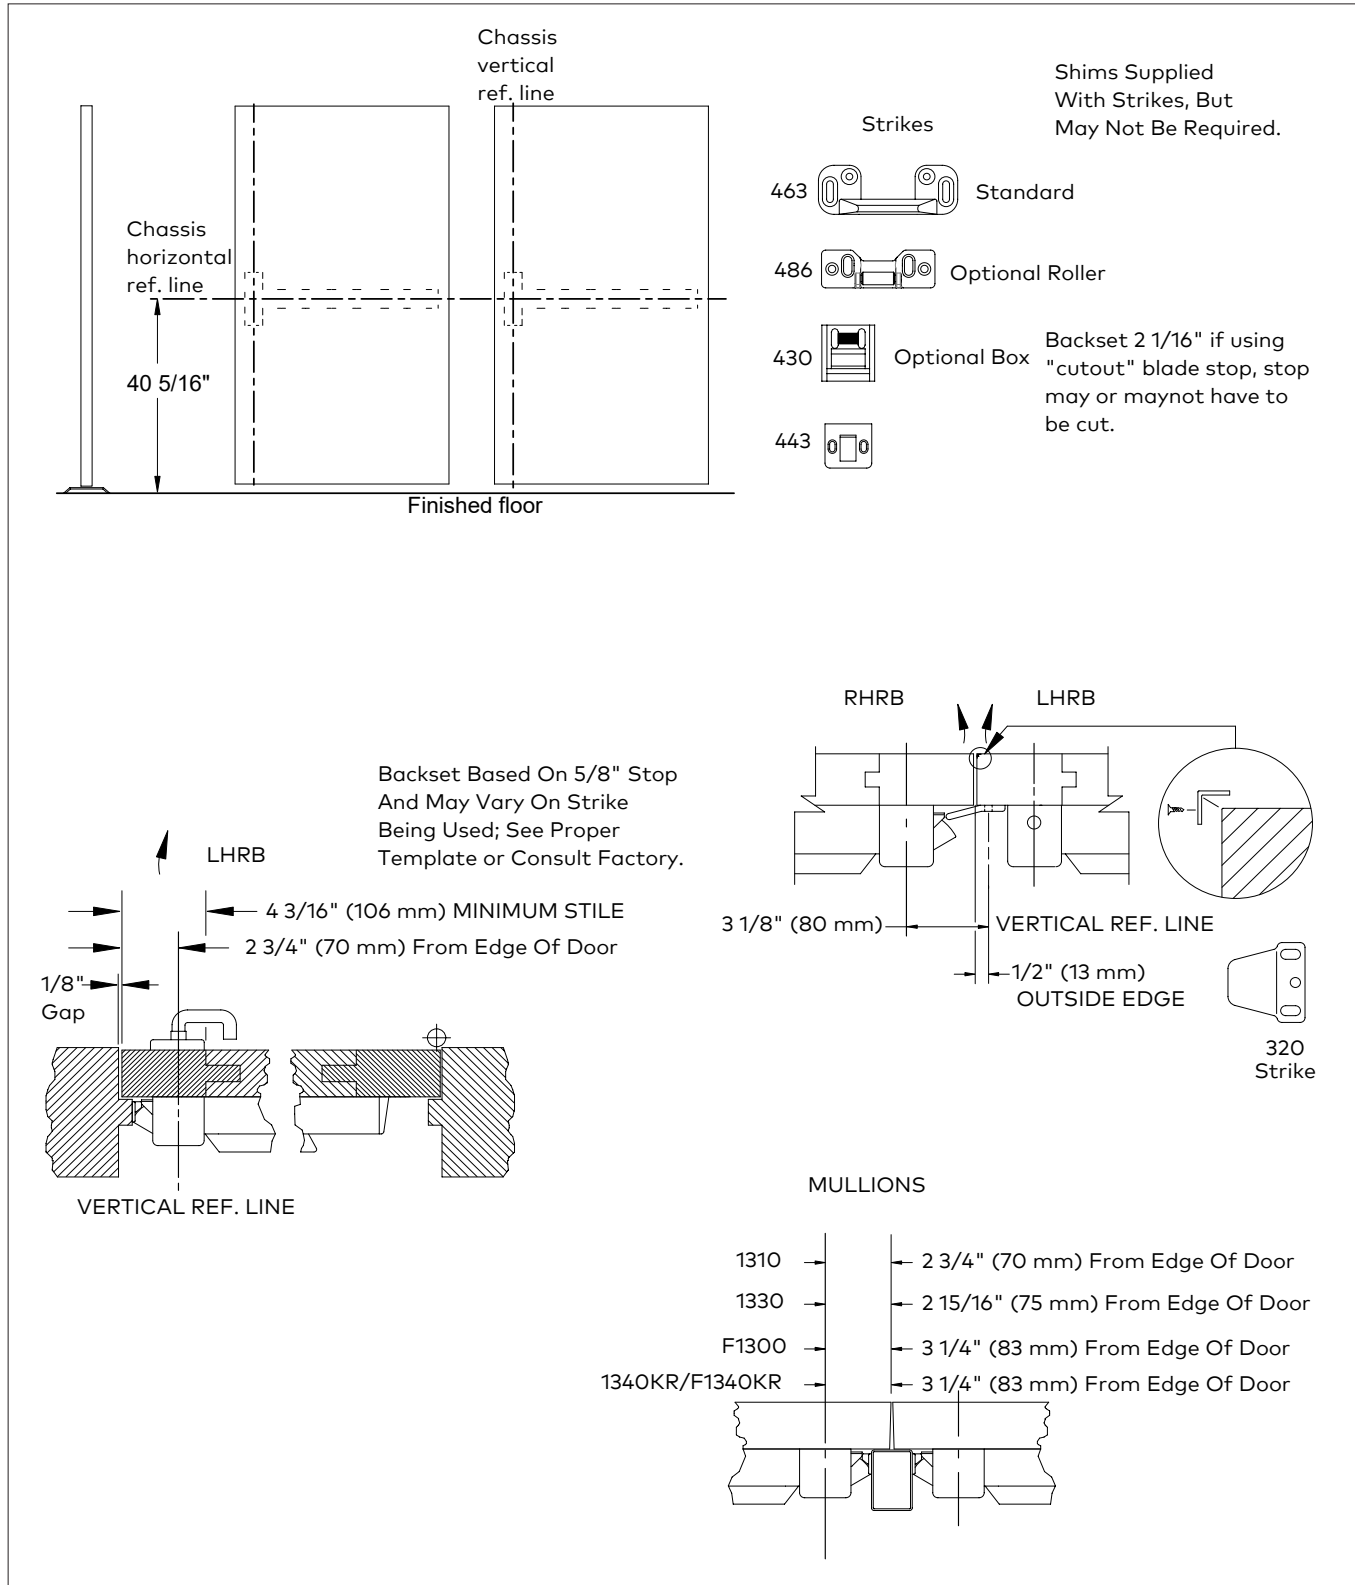 Chassis
vertical
ref. line
Shims Supplied
With Strikes, But
May Not Be Required.
Strikes
463
Standard
Chassis
horizontal
ref. line
486
Optional Roller
40 5/16"
430
Optional Box
Backset 2 1/16" if using
"cutout" blade stop, stop
may or maynot have to
be cut.
443
Finished floor
RHRB
LHRB
Backset Based On 5/8" Stop
And May Vary On Strike
Being Used; See Proper
Template or Consult Factory.
LHRB
4 3/16" (106 mm) MINIMUM STILE
2 3/4" (70 mm) From Edge Of Door
1/8"
Gap
VERTICAL REF. LINE
3 1/8" (80 mm)
VERTICAL REF. LINE
1/2" (13 mm)
OUTSIDE EDGE
320
Strike
MULLIONS
1310
2 3/4" (70 mm) From Edge Of Door
1330
2 15/16" (75 mm) From Edge Of Door
F1300
3 1/4" (83 mm) From Edge Of Door
1340KR/F1340KR
3 1/4" (83 mm) From Edge Of Door